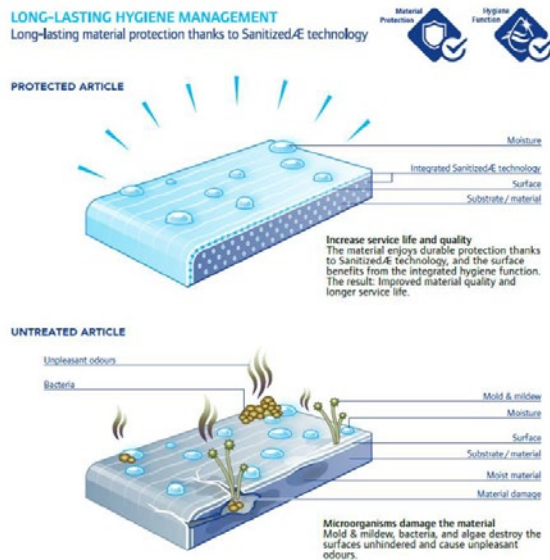 LONG-LASTING HYGIENE MANAGEMENT
Long-lasting material protection thanks to SanitizedÆ technology
Material
Protection
Hygiene
Function
PROTECTED ARTICLE
Moisture
Integrated SanitizedÆ technology
Surface
Substrate / material
Increase service life and quality
The material enjoys durable protection thanks
to SanitizedÆ technology, and the surface
benefits from the integrated hygiene function.
The result: Improved material quality and
longer service life.
UNTREATED ARTICLE
Unpleasant odours
Bacteria
Mold & mildew
Moisture
Surface
Substrate / material
Moist material
Material damage
Microorganisms damage the material
Mold & mildew, bacteria, and algae destroy the
surfaces unhindered and cause unpleasant
odours.